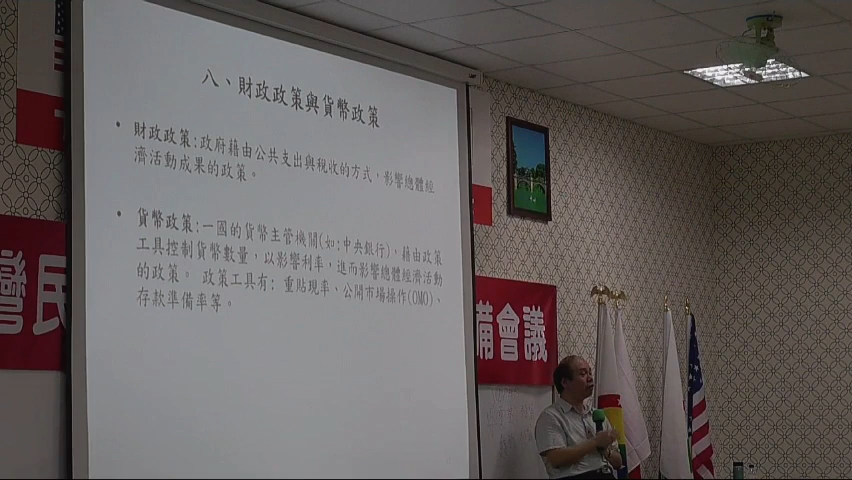 八、財政政策與貨幣政策
• 財政政策:政府藉由公共支出與稅收的方式，影響總體經
濟活動成果的政策。
• 貨幣政策:一國的貨幣主管機關(如:中央銀行)，藉由政策
工具控制貨幣數量，以影響利率，進而影響總體經濟活動
的政策。 政策工具有: 重貼現率、公開市場操作(OMO)、
存款準備率等。
灣民
備會議